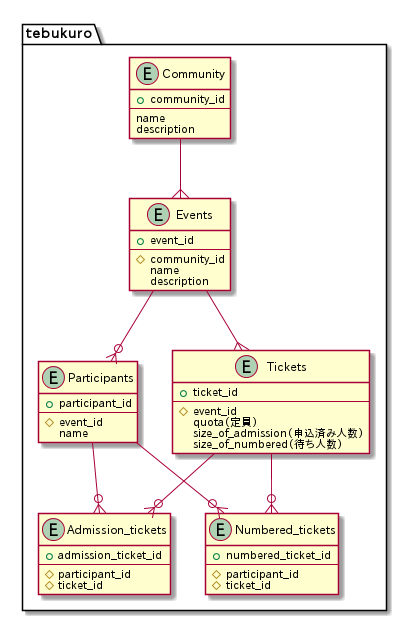 tebukuro
E Community
community_id
name
description
E Events
event_id
community_id
name
description
E Participants
participant_id
event_id
name
E Tickets
ticket_id
event_id
quota(定員)
size_of_admission(申込済み人数)
size_of_numbered(待ち人数)
E Admission_tickets
admission_ticket_id
participant_id
ticket_id
E Numbered_tickets
numbered_ticket_id
participant_id
ticket_id